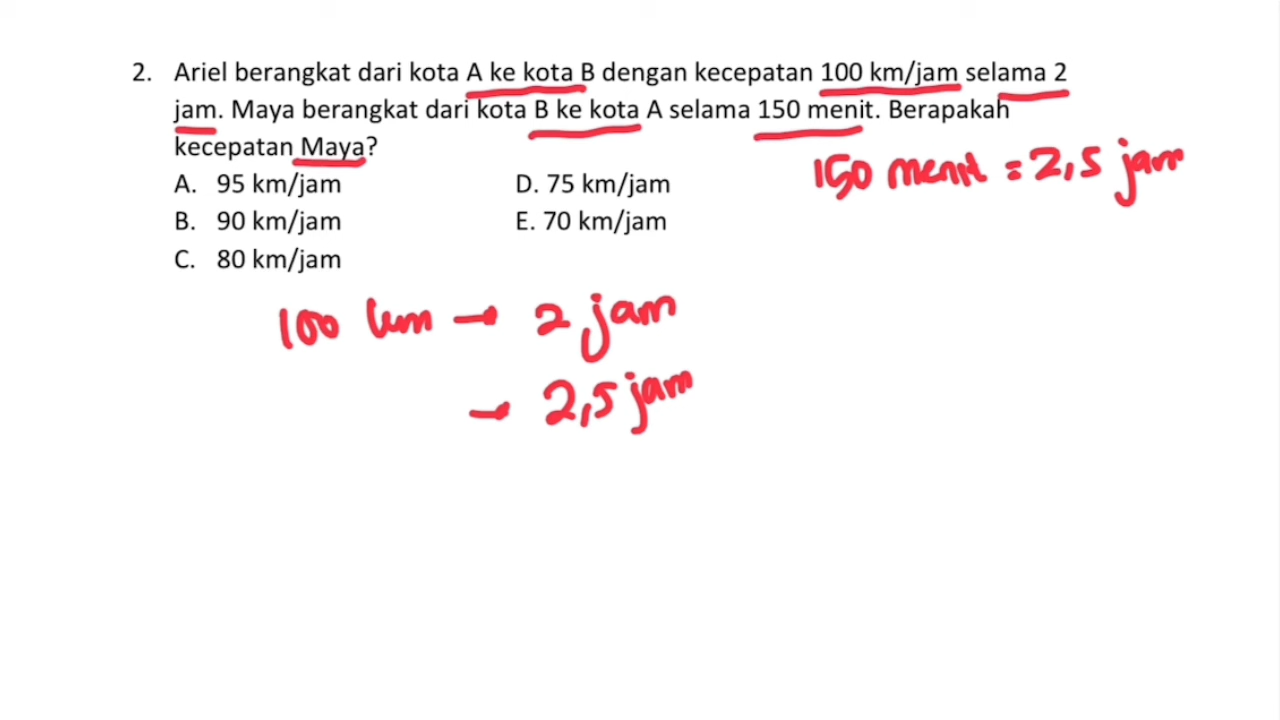 2. Ariel berangkat dari kota A ke kota B dengan kecepatan 100 km/jam selama 2
jam. Maya berangkat dari kota B ke kota A selama 150 menit. Berapakah
kecepatan Maya?
150 menit = 2,5 jam
A. 95 km/jam D. 75 km/jam
B. 90 km/jam E. 70 km/jam
C. 80 km/jam
100 km → 2 jam
→ 2,5 jam